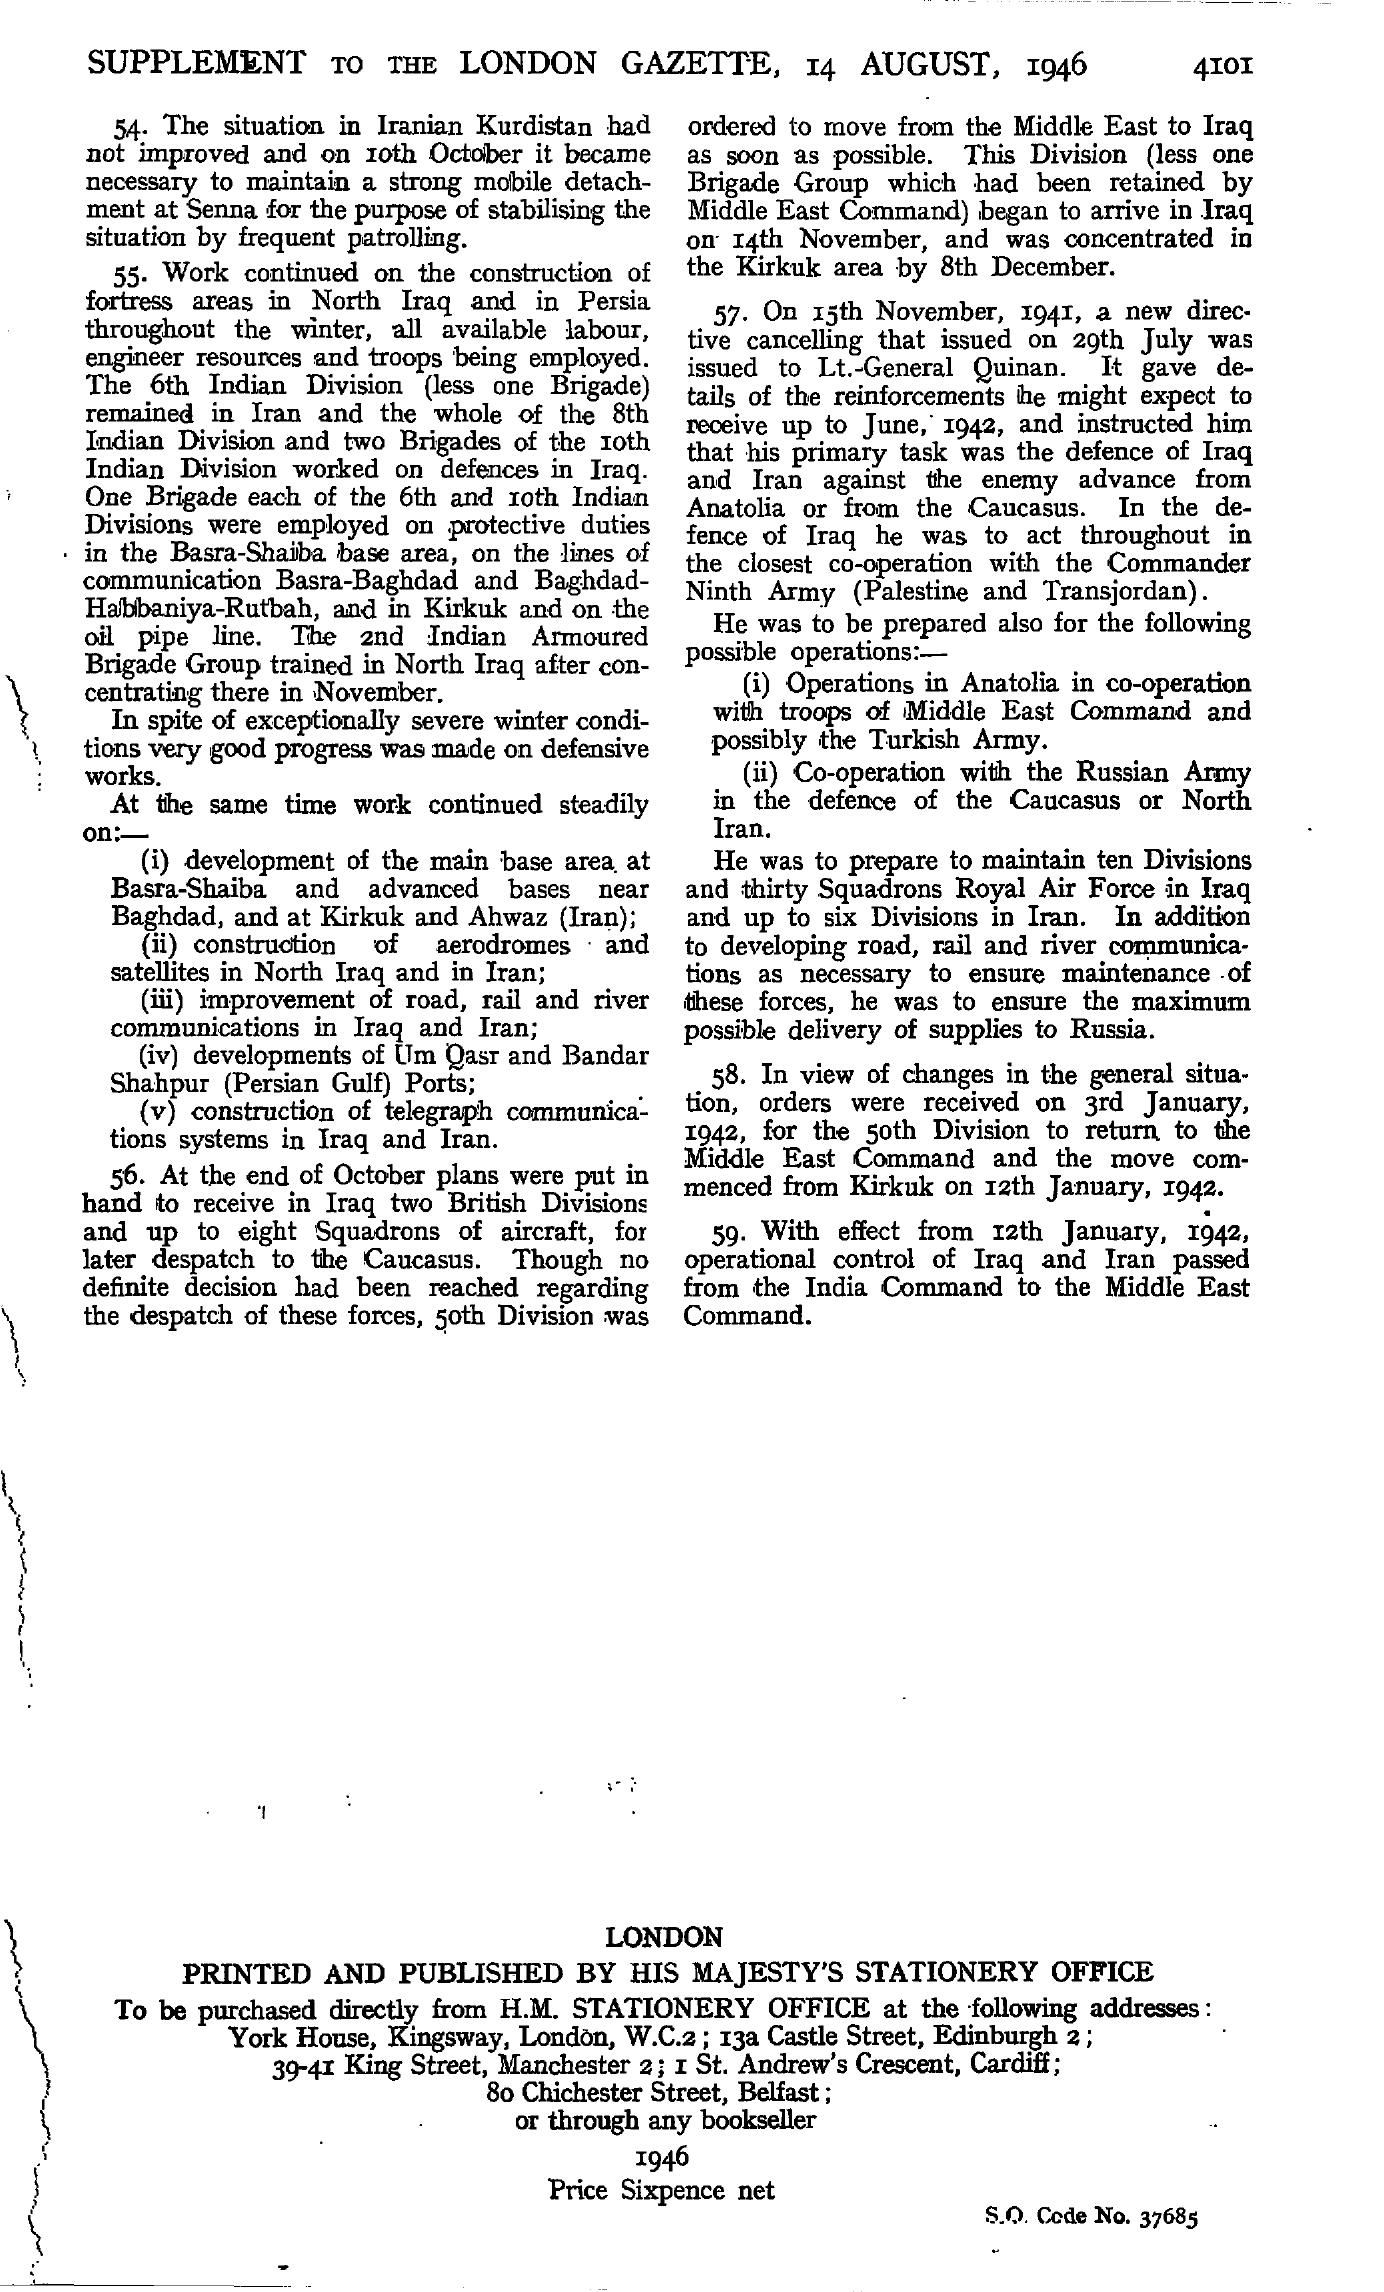 SUPPLEMENT TO THE LONDON GAZETTE, 14 AUGUST, 1946 4101
54. The situation in Iranian Kurdistan had
not improved and on 10th October it became
necessary to maintain a strong mobile detach-
ment at Senna for the purpose of stabilising the
situation by frequent patrolling.
55. Work continued on the construction of
fortress areas in North Iraq and in Persia
throughout the winter, all available labour,
engineer resources and troops being employed.
The 6th Indian Division (less one Brigade)
remained in Iran and the whole of the 8th
Indian Division and two Brigades of the 10th
Indian Division worked on defences in Iraq.
One Brigade each of the 6th and 10th Indian
Divisions were employed on protective duties
in the Basra-Shaiba base area, on the lines of
communication Basra-Baghdad and Baghdad-
Habbaniya-Rutbah, and in Kirkuk and on the
oil pipe line. The 2nd Indian Armoured
Brigade Group trained in North Iraq after con-
centrating there in November.
In spite of exceptionally severe winter condi-
tions very good progress was made on defensive
works.
At the same time work continued steadily
on:—
(i) development of the main base area at
Basra-Shaiba and advanced bases near
Baghdad, and at Kirkuk and Ahwaz (Iran);
(ii) construction of aerodromes and
satellites in North Iraq and in Iran;
(iii) improvement of road, rail and river
communications in Iraq and Iran;
(iv) developments of Um Qasr and Bandar
Shahpur (Persian Gulf) Ports;
(v) construction of telegraph communica-
tions systems in Iraq and Iran.
56. At the end of October plans were put in
hand to receive in Iraq two British Divisions
and up to eight Squadrons of aircraft, for
later despatch to the Caucasus. Though no
definite decision had been reached regarding
the despatch of these forces, 50th Division was
ordered to move from the Middle East to Iraq
as soon as possible. This Division (less one
Brigade Group which had been retained by
Middle East Command) began to arrive in Iraq
on 14th November, and was concentrated in
the Kirkuk area by 8th December.
57. On 15th November, 1941, a new direc-
tive cancelling that issued on 29th July was
issued to Lt.-General Quinan. It gave de-
tails of the reinforcements he might expect to
receive up to June, 1942, and instructed him
that his primary task was the defence of Iraq
and Iran against the enemy advance from
Anatolia or from the Caucasus. In the de-
fence of Iraq he was to act throughout in
the closest co-operation with the Commander
Ninth Army (Palestine and Transjordan).
He was to be prepared also for the following
possible operations:—
(i) Operations in Anatolia in co-operation
with troops of Middle East Command and
possibly the Turkish Army.
(ii) Co-operation with the Russian Army
in the defence of the Caucasus or North
Iran.
He was to prepare to maintain ten Divisions
and thirty Squadrons Royal Air Force in Iraq
and up to six Divisions in Iran. In addition
to developing road, rail and river communica-
tions as necessary to ensure maintenance of
these forces, he was to ensure the maximum
possible delivery of supplies to Russia.
58. In view of changes in the general situa-
tion, orders were received on 3rd January,
1942, for the 50th Division to return to the
Middle East Command and the move com-
menced from Kirkuk on 12th January, 1942.
59. With effect from 12th January, 1942,
operational control of Iraq and Iran passed
from the India Command to the Middle East
Command.
LONDON
PRINTED AND PUBLISHED BY HIS MAJESTY'S STATIONERY OFFICE
To be purchased directly from H.M. STATIONERY OFFICE at the following addresses:
York House, Kingsway, London, W.C.2; 13a Castle Street, Edinburgh 2;
39-41 King Street, Manchester 2; 1 St. Andrew's Crescent, Cardiff;
80 Chichester Street, Belfast;
or through any bookseller
1946
Price Sixpence net
S.O. Code No. 37685